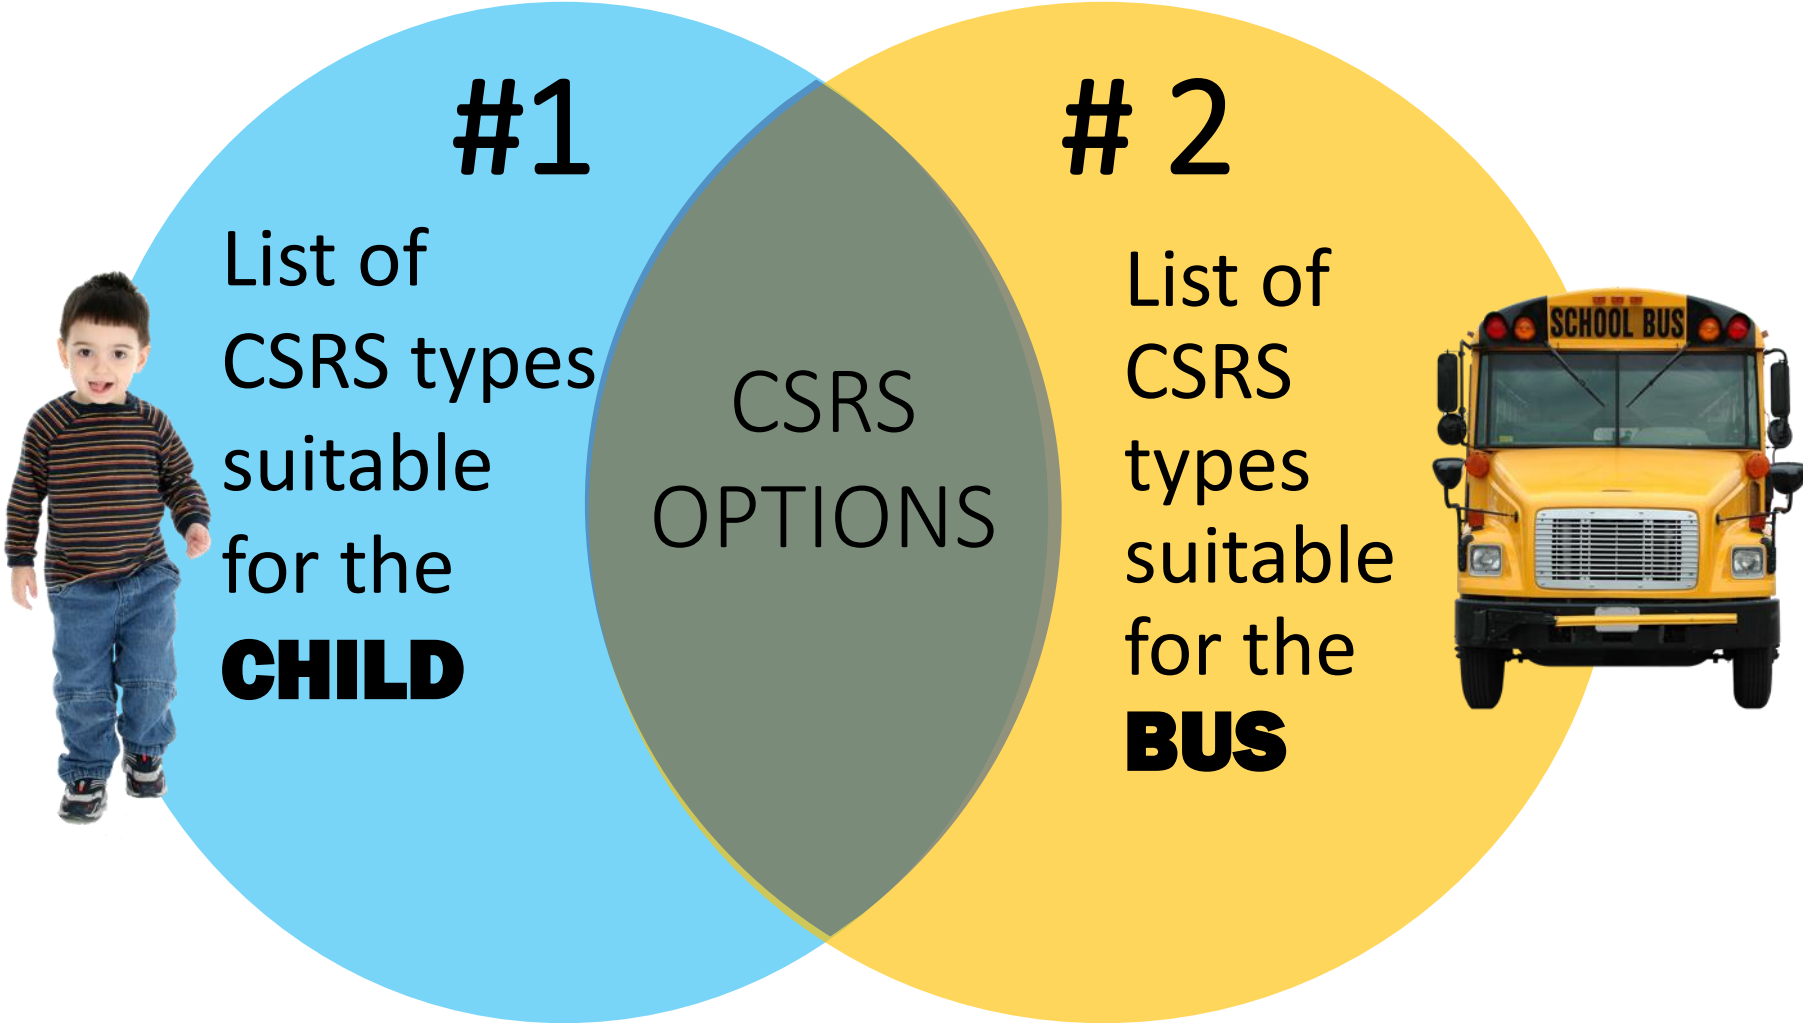 #1
List of
CSRS types
suitable
for the
CHILD
CSRS
OPTIONS
# 2
List of
CSRS
types
suitable
for the
BUS
SCHOOL BUS